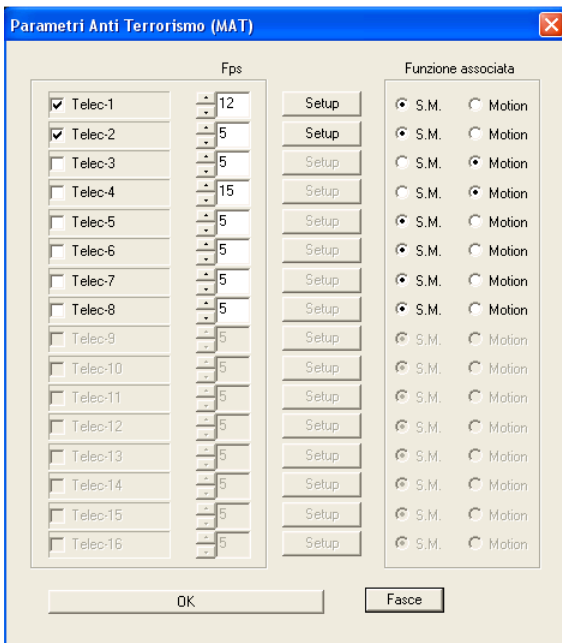 Parametri Anti Terrorismo (MAT)
Fps Funzione associata
Telec-1 12 Setup S.M. Motion
Telec-2 5 Setup S.M. Motion
Telec-3 5 Setup S.M. Motion
Telec-4 15 Setup S.M. Motion
Telec-5 5 Setup S.M. Motion
Telec-6 5 Setup S.M. Motion
Telec-7 5 Setup S.M. Motion
Telec-8 5 Setup S.M. Motion
Telec-9 5 Setup S.M. Motion
Telec-10 5 Setup S.M. Motion
Telec-11 5 Setup S.M. Motion
Telec-12 5 Setup S.M. Motion
Telec-13 5 Setup S.M. Motion
Telec-14 5 Setup S.M. Motion
Telec-15 5 Setup S.M. Motion
Telec-16 5 Setup S.M. Motion
OK Fasce